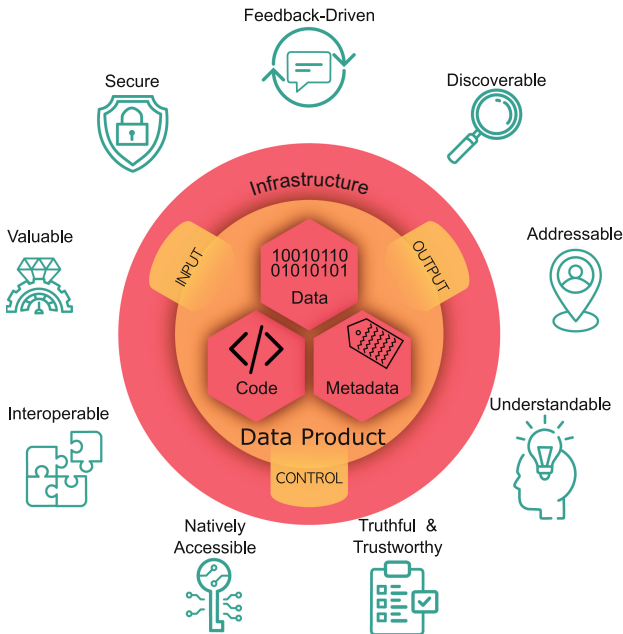 Feedback-Driven
Secure
Discoverable
Infrastructure
Valuable
INPUT
OUTPUT
Addressable
10010110
01010101
Data
Code
Metadata
Interoperable
Understandable
Data Product
CONTROL
Natively
Accessible
Truthful &
Trustworthy